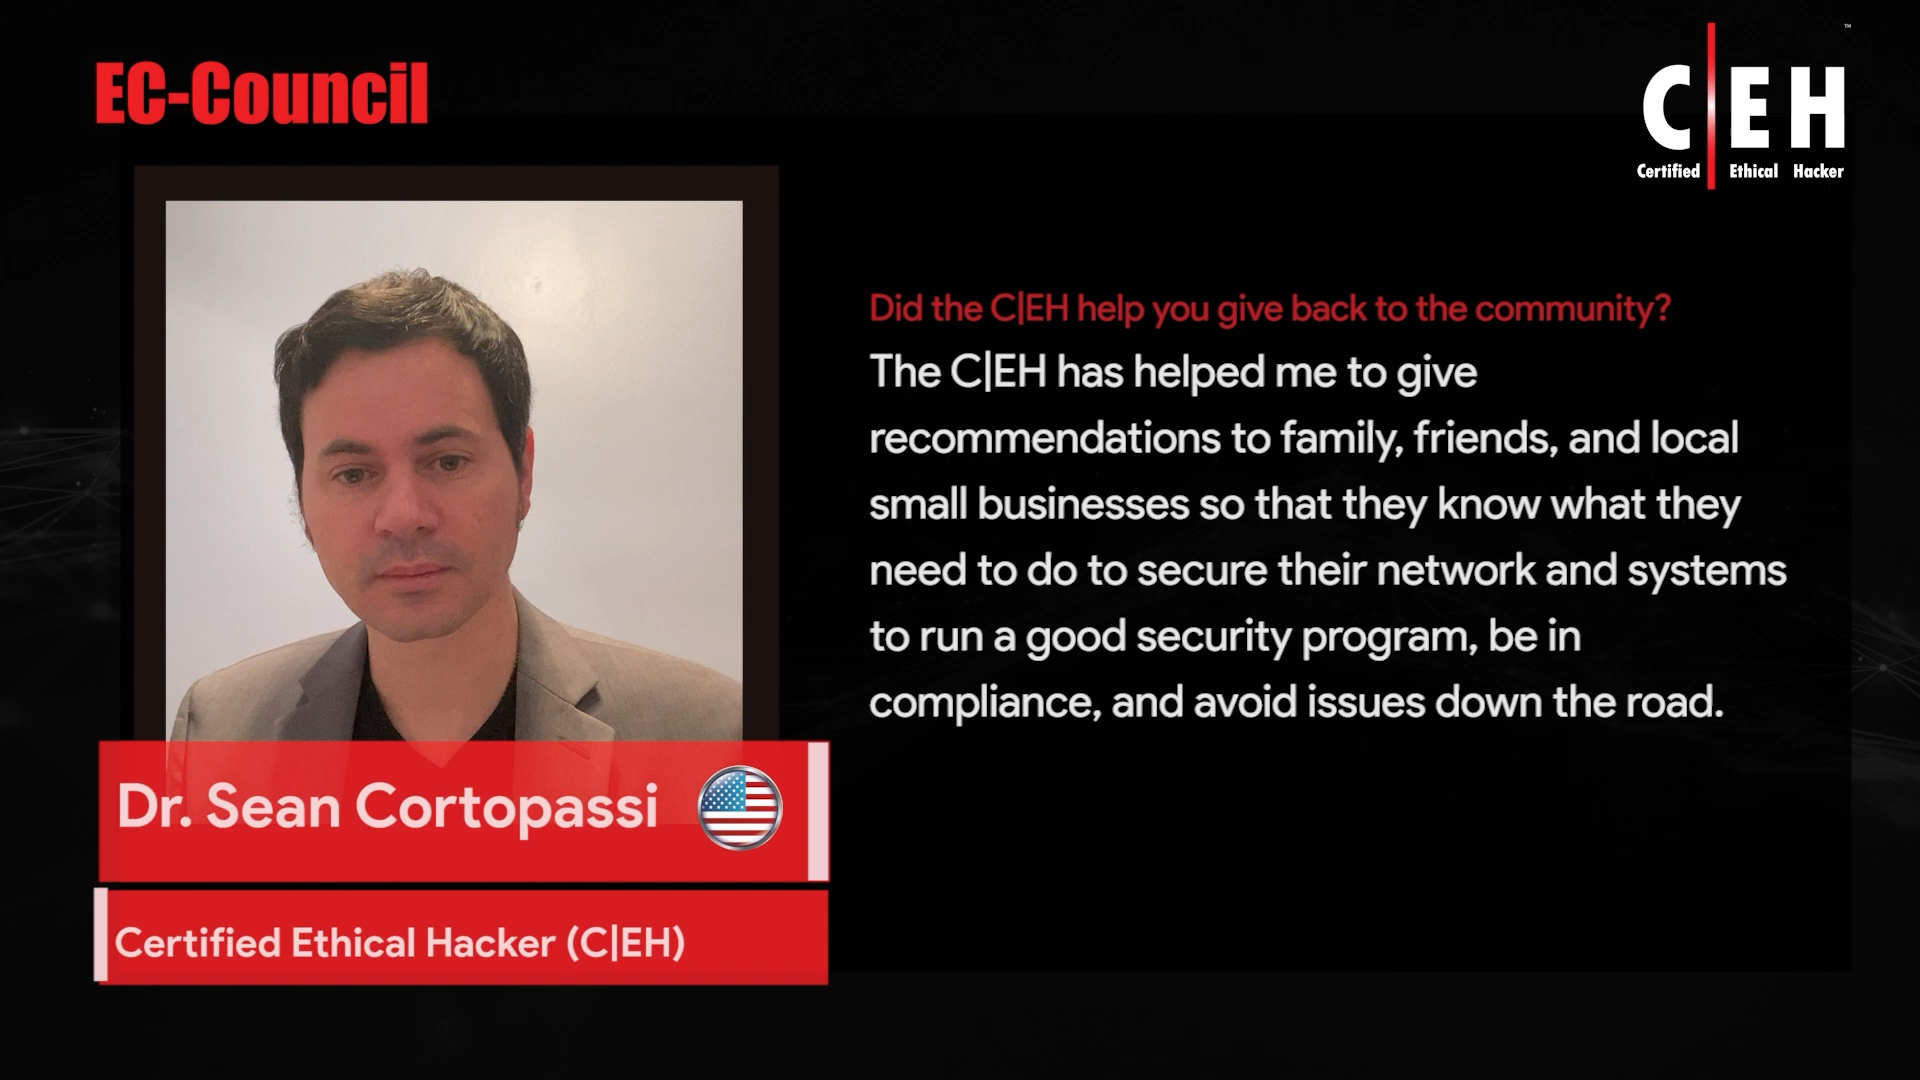 EC-Council
C|EH
™
Certified Ethical Hacker
Did the C|EH help you give back to the community?
The C|EH has helped me to give
recommendations to family, friends, and local
small businesses so that they know what they
need to do to secure their network and systems
to run a good security program, be in
compliance, and avoid issues down the road.
Dr. Sean Cortopassi
Certified Ethical Hacker (C|EH)